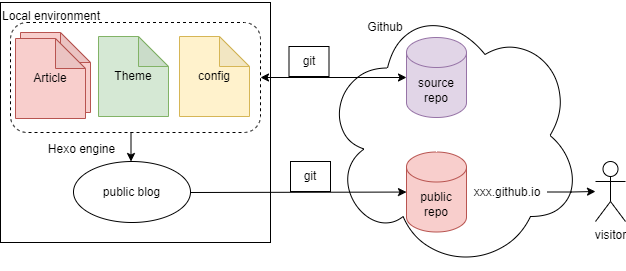 Local environment
Github
Article
Theme
config
git
source
repo
Hexo engine
public blog
git
public
repo
xxx.github.io
visitor